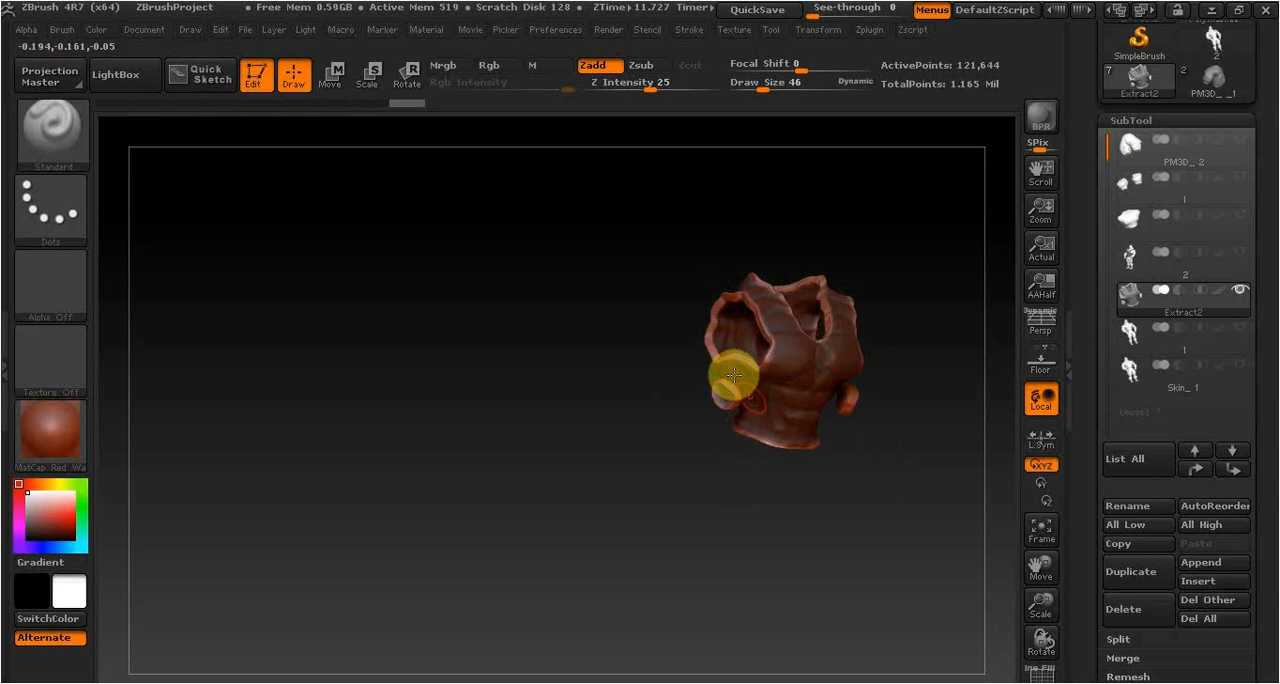 ZBrush 4R7 (x64) ZBrushProject • Free Mem 0.59GB • Active Mem 519 • Scratch Disk 128 • ZTime▸11.727 Timer▸ QuickSave See-through 0 Menus DefaultZScript
Alpha Brush Color Document Draw Edit File Layer Light Macro Marker Material Movie Picker Preferences Render Stencil Stroke Texture Tool Transform Zplugin Zscript
-0.194,-0.161,-0.05
Projection Master
LightBox
Quick Sketch
Edit
Draw
Move
Scale
Rotate
Mrgb Rgb M
Rgb Intensity
Zadd Zsub Zcut
Z Intensity 25
Focal Shift 0
Draw Size 46 Dynamic
ActivePoints: 121,644
TotalPoints: 1.165 Mil
Standard
Dots
Alpha Off
Texture Off
MatCap Red Wa
Gradient
SwitchColor
Alternate
BPR
SPix
Scroll
Zoom
Actual
AAHalf
Dynamic
Persp
Floor
Local
L.Sym
XYZ
Frame
Move
Scale
Rotate
Line Fill
SimpleBrush
2
7
Extract2
2
PM3D_ _1
SubTool
PM3D_ 2
1
2
Extract2
1
Skin_ 1
Unused
List All
Rename AutoReorder
All Low All High
Copy Paste
Duplicate
Append
Insert
Delete
Del Other
Del All
Split
Merge
Remesh